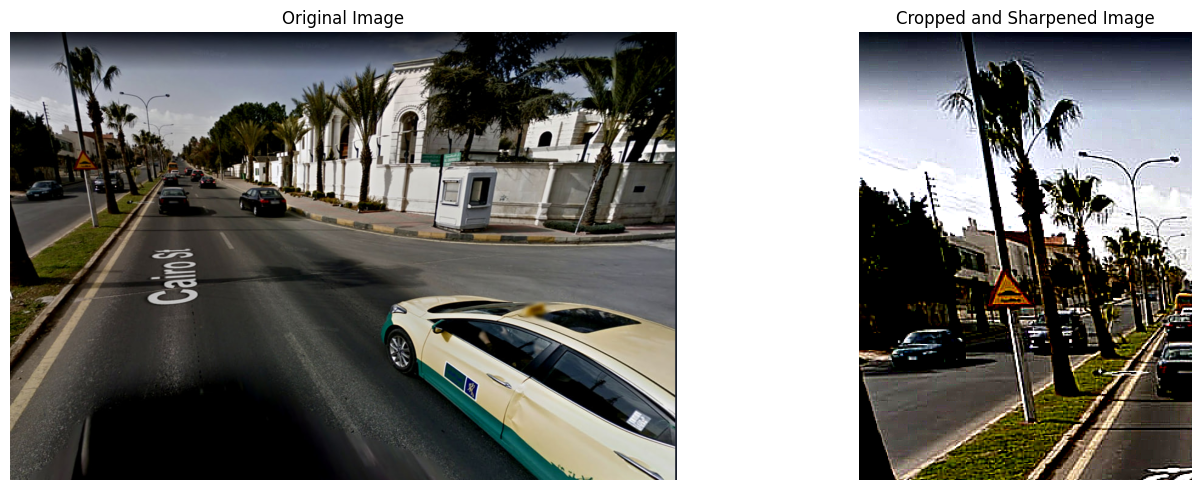 Original Image
Cropped and Sharpened Image
Cairo St